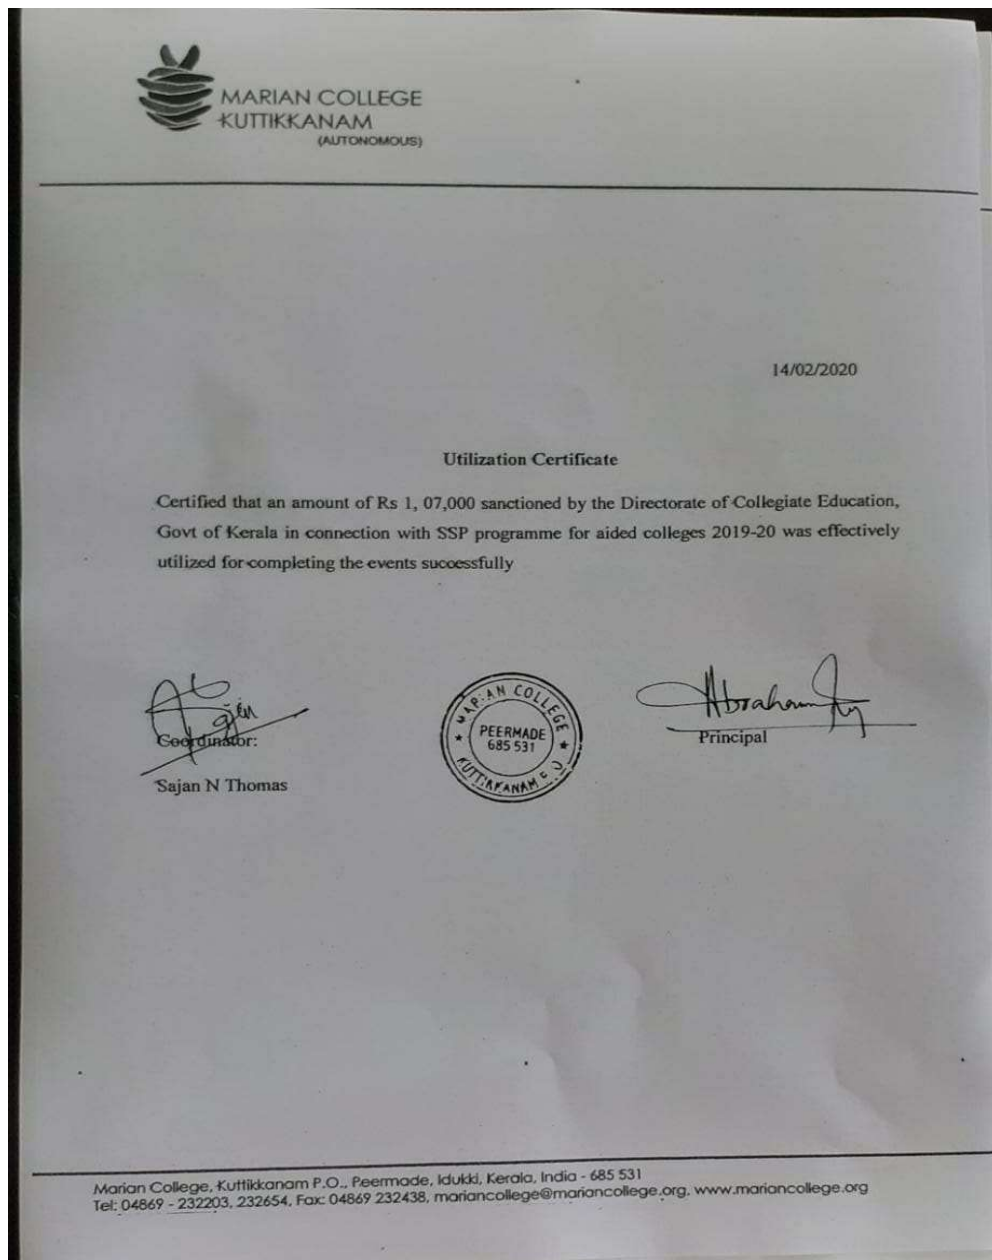 MARIAN COLLEGE
KUTTIKKANAM
(AUTONOMOUS)
14/02/2020
Utilization Certificate
Certified that an amount of Rs 1, 07,000 sanctioned by the Directorate of Collegiate Education,
Govt of Kerala in connection with SSP programme for aided colleges 2019-20 was effectively
utilized for completing the events successfully
Sajan
Coordinator:
Sajan N Thomas
MARIAN COLLEGE
PEERMADE
685 531
KUTTIKKANAM P.O
Abraham
Principal
Marian College, Kuttikkanam P.O., Peermade, Idukki, Kerala, India - 685 531
Tel: 04869 - 232203, 232654, Fax: 04869 232438, mariancollege@mariancollege.org, www.mariancollege.org